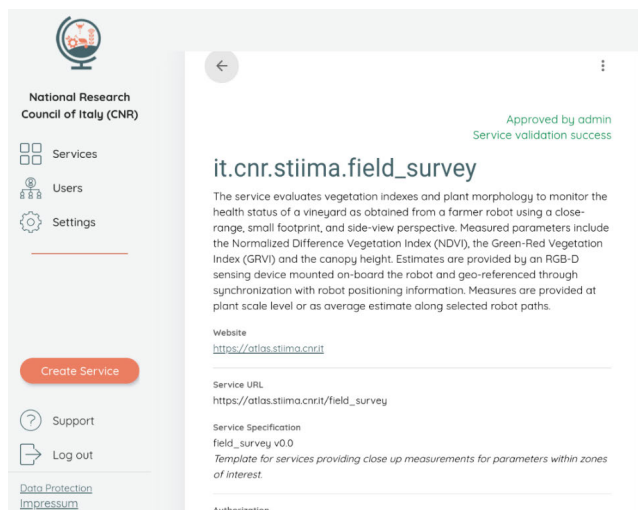 National Research
Council of Italy (CNR)
Services
Users
Settings
Create Service
Support
Log out
Data Protection
Impressum
Approved by admin
Service validation success
it.cnr.stiima.field_survey
The service evaluates vegetation indexes and plant morphology to monitor the
health status of a vineyard as obtained from a farmer robot using a close-
range, small footprint, and side-view perspective. Measured parameters include
the Normalized Difference Vegetation Index (NDVI), the Green-Red Vegetation
Index (GRVI) and the canopy height. Estimates are provided by an RGB-D
sensing device mounted on-board the robot and geo-referenced through
synchronization with robot positioning information. Measures are provided at
plant scale level or as average estimate along selected robot paths.
Website
https://atlas.stiima.cnr.it
Service URL
https://atlas.stiima.cnr.it/field_survey
Service Specification
field_survey v0.0
Template for services providing close up measurements for parameters within zones
of interest.
Authorization